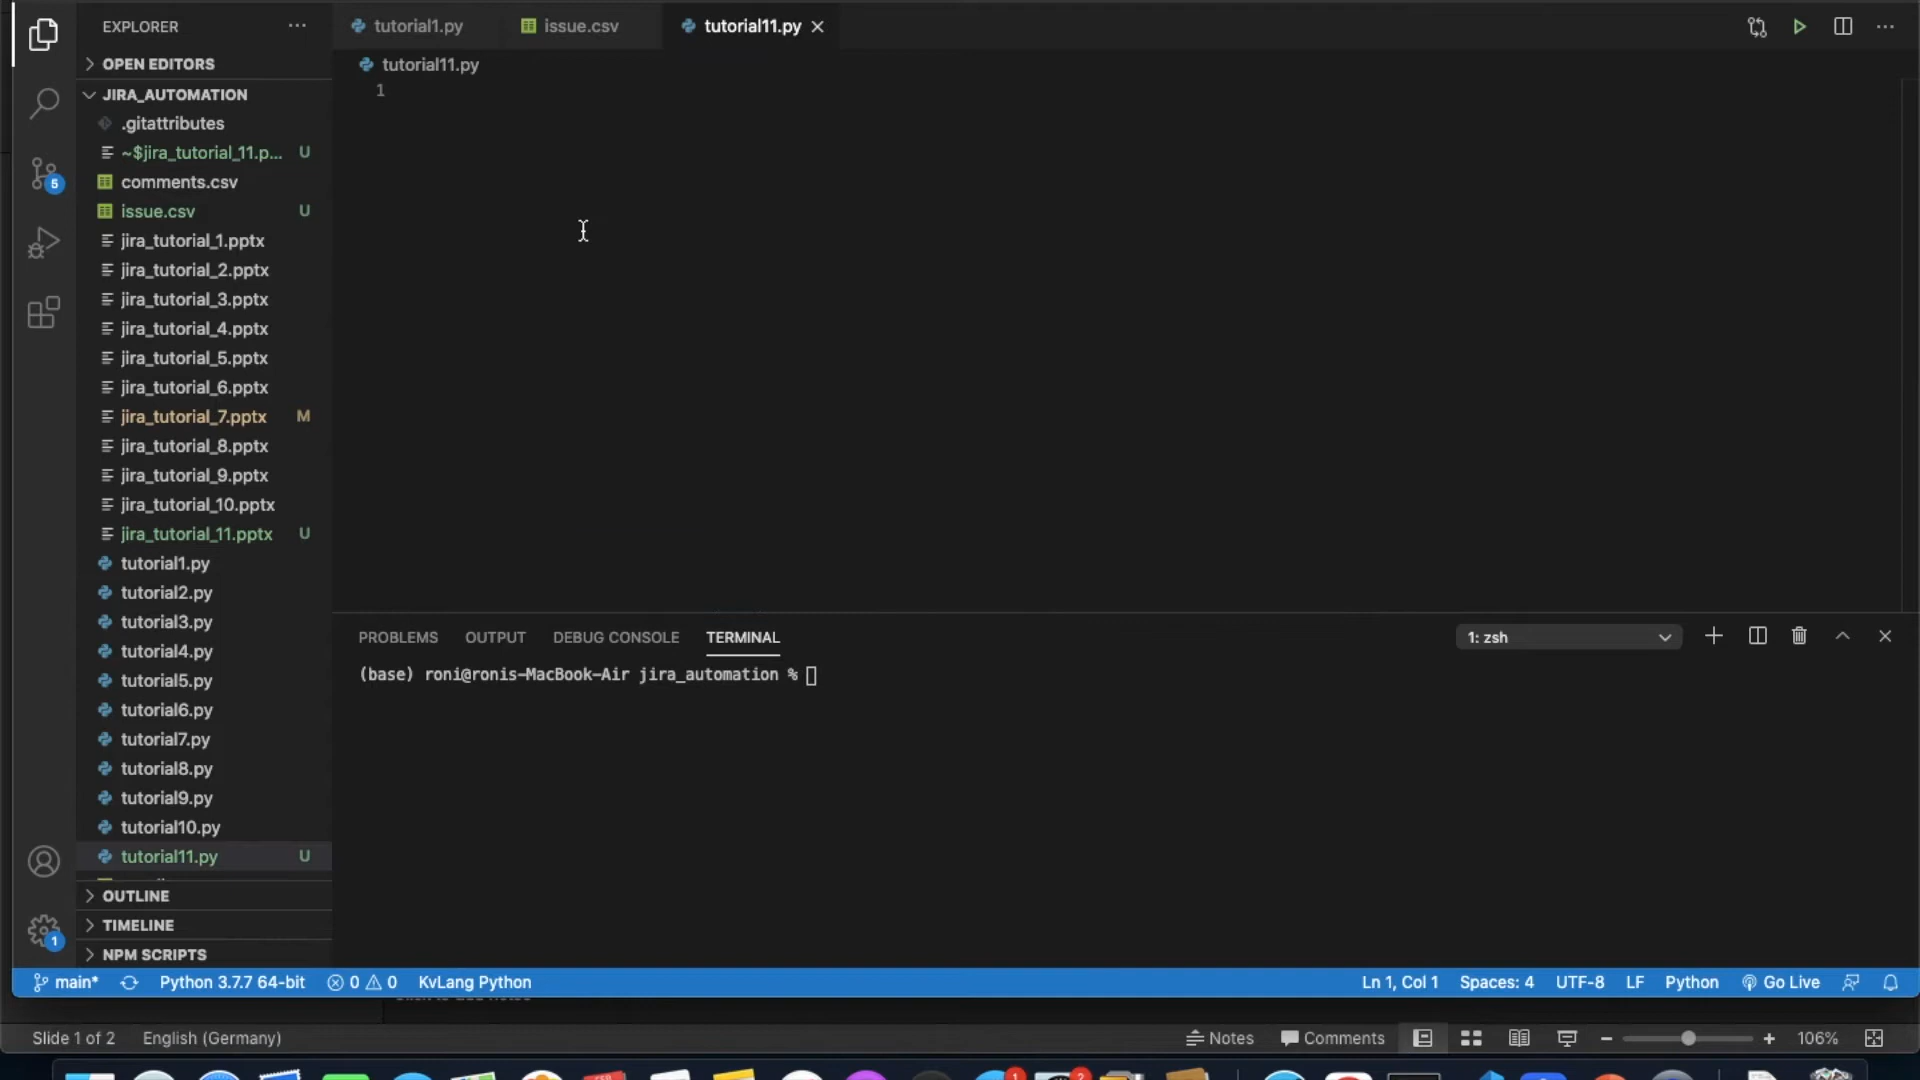 EXPLORER
tutorial1.py
issue.csv
tutorial11.py
OPEN EDITORS
tutorial11.py
JIRA_AUTOMATION
1
.gitattributes
~$jira_tutorial_11.p... U
5
comments.csv
issue.csv U
jira_tutorial_1.pptx
jira_tutorial_2.pptx
jira_tutorial_3.pptx
jira_tutorial_4.pptx
jira_tutorial_5.pptx
jira_tutorial_6.pptx
jira_tutorial_7.pptx M
jira_tutorial_8.pptx
jira_tutorial_9.pptx
jira_tutorial_10.pptx
jira_tutorial_11.pptx U
tutorial1.py
tutorial2.py
tutorial3.py
tutorial4.py
tutorial5.py
tutorial6.py
tutorial7.py
tutorial8.py
tutorial9.py
tutorial10.py
tutorial11.py U
OUTLINE
TIMELINE
1
NPM SCRIPTS
PROBLEMS OUTPUT DEBUG CONSOLE TERMINAL
1: zsh
(base) roni@ronis-MacBook-Air jira_automation %
main* Python 3.7.7 64-bit 0 0 KvLang Python
Ln 1, Col 1 Spaces: 4 UTF-8 LF Python Go Live
Slide 1 of 2 English (Germany)
Notes Comments 106%
1
2